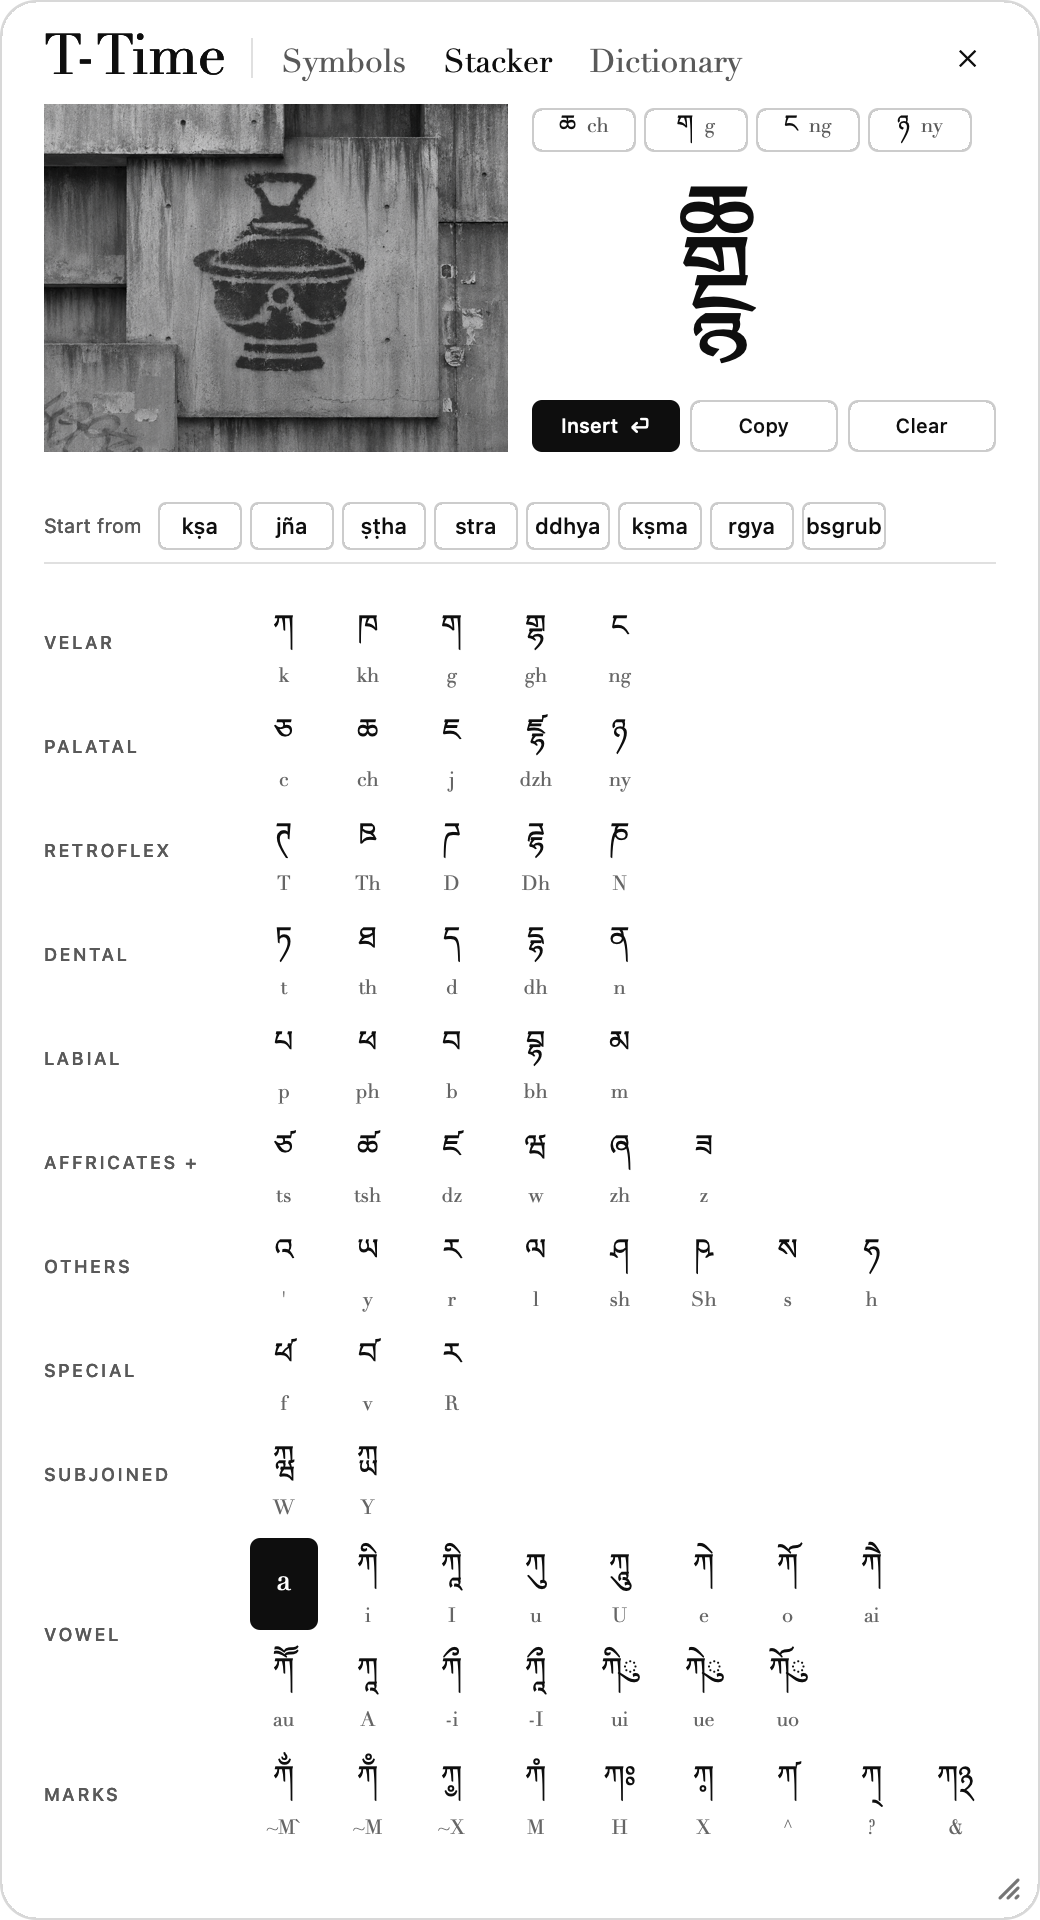 T-Time Symbols Stacker Dictionary
ཆ ch ག g ང ng ཉ ny
ཆྒྔྙ
Insert Copy Clear
Start from kṣa jña ṣṭha stra ddhya kṣma rgya bsgrub
VELAR
ཀ ཁ ག གྷ ང
k kh g gh ng
PALATAL
ཅ ཆ ཇ ཛྷ ཉ
c ch j dzh ny
RETROFLEX
ཊ ཋ ཌ ཌྷ ཎ
T Th D Dh N
DENTAL
ཏ ཐ ད དྷ ན
t th d dh n
LABIAL
པ ཕ བ བྷ མ
p ph b bh m
AFFRICATES +
ཙ ཚ ཛ ཝ ཞ ཟ
ts tsh dz w zh z
OTHERS
འ ཡ ར ལ ཤ ཥ ས ཧ
' y r l sh Sh s h
SPECIAL
ཕ༹ བ༹ ཪ
f v R
SUBJOINED
ཀྺ ཀྻ
W Y
VOWEL
a ཀི ཀཱི ཀུ ཀཱུ ཀེ ཀོ ཀཻ
i I u U e o ai
ཀཽ ཀཱ ཀྀ ཀཱྀ ཀིུ ཀེུ ཀོུ
au A -i -I ui ue uo
MARKS
ཀྂ ཀྃ ཀ༵ ཀཾ ཀཿ ཀ༷ ཀ༹ ཀ྄ ཀ྅
~M` ~M ~X M H X ^ ? &